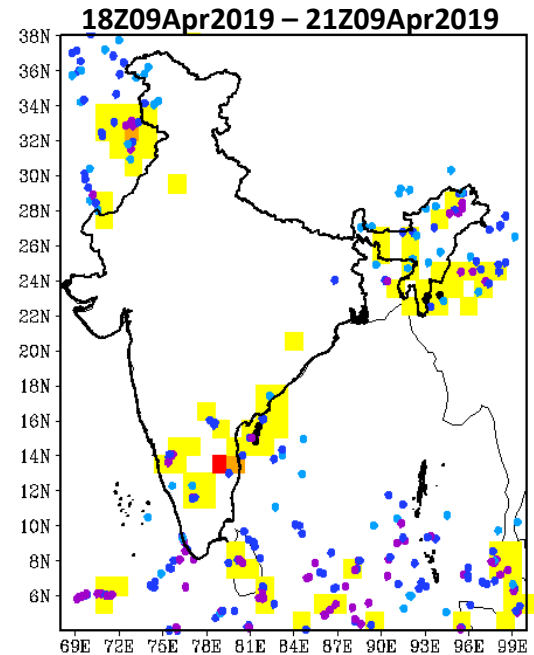 18Z09Apr2019 – 21Z09Apr2019
38N
36N
34N
32N
30N
28N
26N
24N
22N
20N
18N
16N
14N
12N
10N
8N
6N
69E 72E 75E 78E 81E 84E 87E 90E 93E 96E 99E